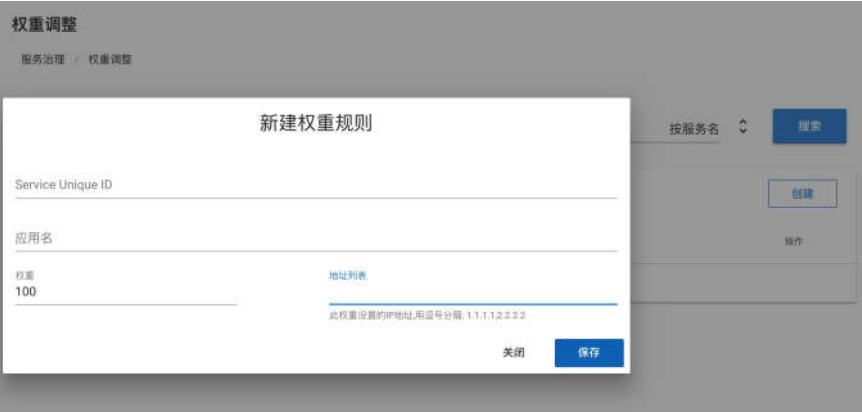 权重调整
服务治理 / 权重调整
新建权重规则
按服务名
搜索
Service Unique ID
创建
应用名
操作
权重
地址列表
100
此权重设置的IP地址,用逗号分隔: 1.1.1.1,2.2.2.2
关闭
保存